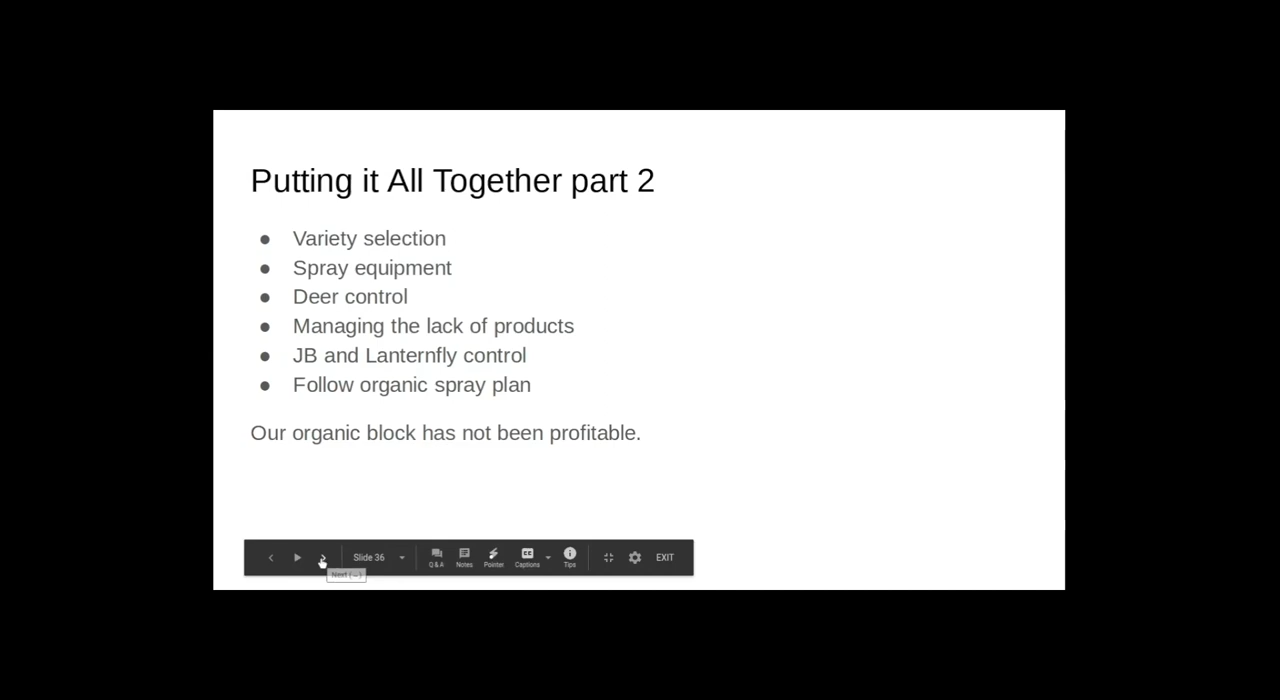 Putting it All Together part 2
● Variety selection
● Spray equipment
● Deer control
● Managing the lack of products
● JB and Lanternfly control
● Follow organic spray plan
Our organic block has not been profitable.
Slide 36 Q & A Notes Pointer Captions Tips EXIT
Next (→)